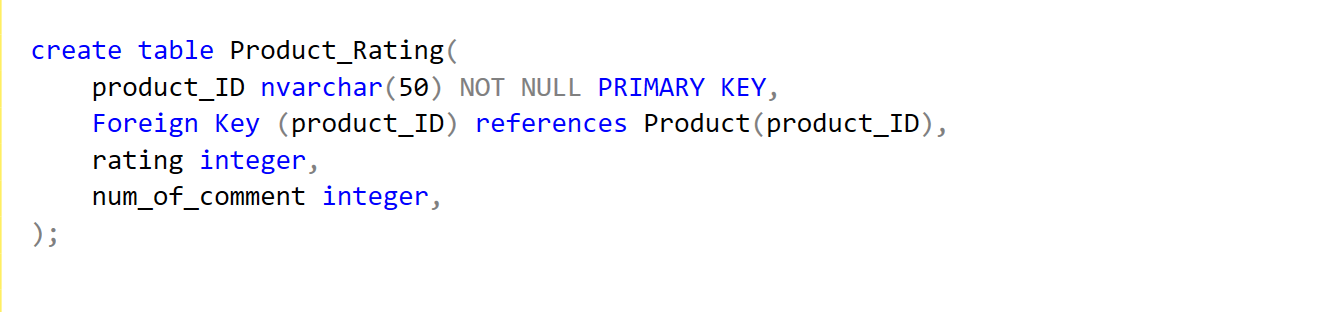 create table Product_Rating(
    product_ID nvarchar(50) NOT NULL PRIMARY KEY,
    Foreign Key (product_ID) references Product(product_ID),
    rating integer,
    num_of_comment integer,
);